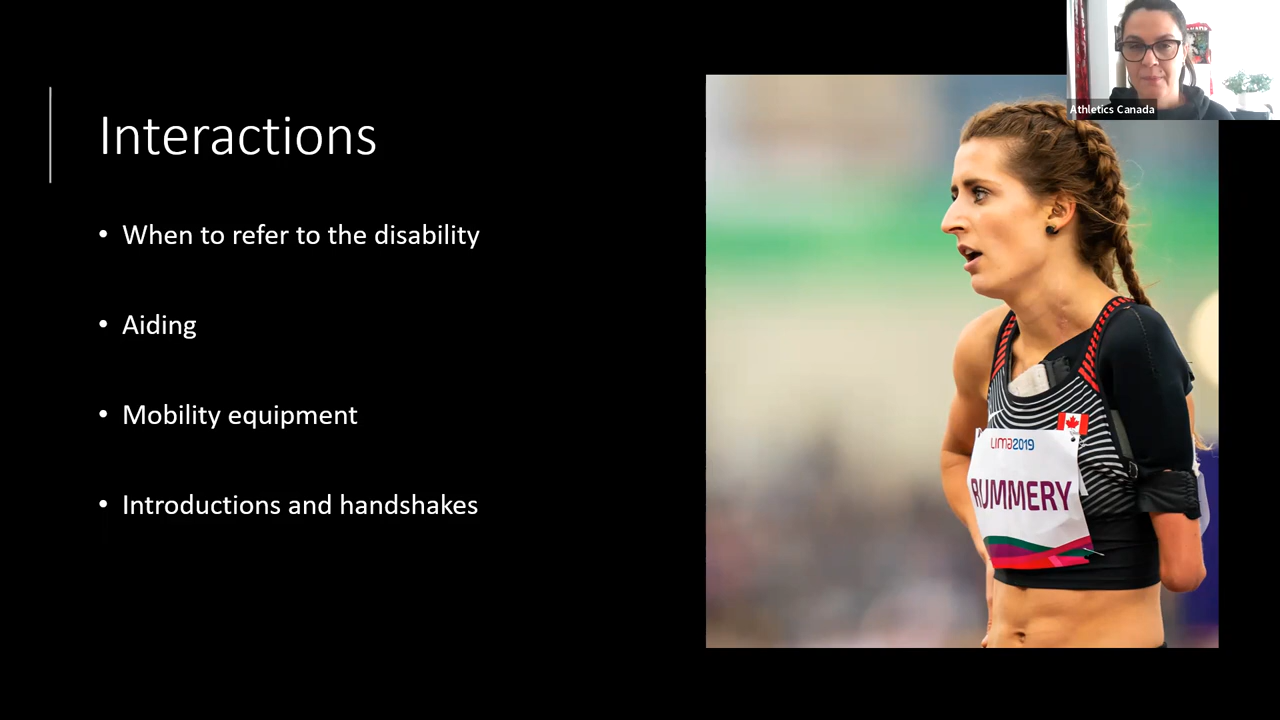 Interactions
• When to refer to the disability
• Aiding
• Mobility equipment
• Introductions and handshakes
Athletics Canada
Lima2019
RUMMERY